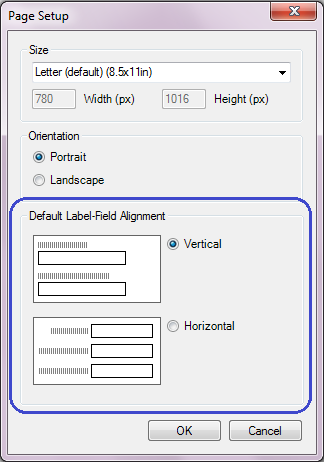 Page Setup
Size
Letter (default) (8.5x11in)
780 Width (px) 1016 Height (px)
Orientation
Portrait
Landscape
Default Label-Field Alignment
Vertical
Horizontal
OK Cancel